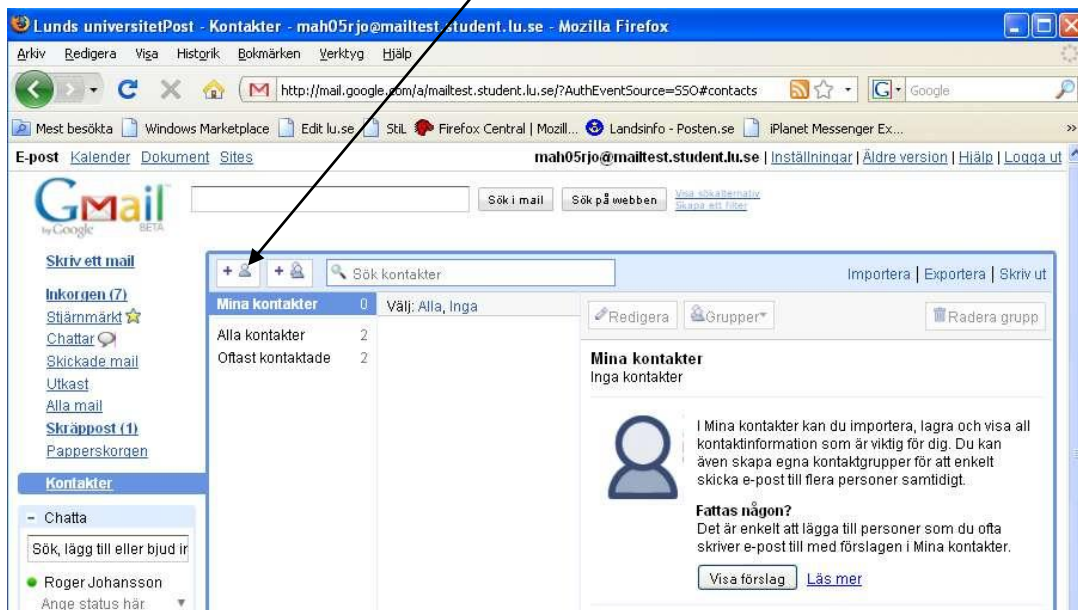 Lunds universitetPost - Kontakter - mah05rjo@mailtest.student.lu.se - Mozilla Firefox
Arkiv Redigera Visa Historik Bokmärken Verktyg Hjälp
http://mail.google.com/a/mailtest.student.lu.se/?AuthEventSource=SSO#contacts
Google
Mest besökta Windows Marketplace Edit lu.se StiL Firefox Central | Mozill... Landsinfo - Posten.se iPlanet Messenger Ex...
E-post Kalender Dokument Sites
mah05rjo@mailtest.student.lu.se | Inställningar | Äldre version | Hjälp | Logga ut
Gmail
by Google BETA
Sök i mail Sök på webben
Visa sökalternativ
Skapa ett filter
Skriv ett mail
Inkorgen (7)
Stjärnmärkt
Chattar
Skickade mail
Utkast
Alla mail
Skräppost (1)
Papperskorgen
Kontakter
- Chatta
Sök, lägg till eller bjud ir
Roger Johansson
Ange status här
Sök kontakter
Importera | Exportera | Skriv ut
Mina kontakter 0
Alla kontakter 2
Oftast kontaktade 2
Välj: Alla, Inga
Redigera Grupper Radera grupp
Mina kontakter
Inga kontakter
I Mina kontakter kan du importera, lagra och visa all
kontaktinformation som är viktig för dig. Du kan
även skapa egna kontaktgrupper för att enkelt
skicka e-post till flera personer samtidigt.
Fattas någon?
Det är enkelt att lägga till personer som du ofta
skriver e-post till med förslagen i Mina kontakter.
Visa förslag Läs mer